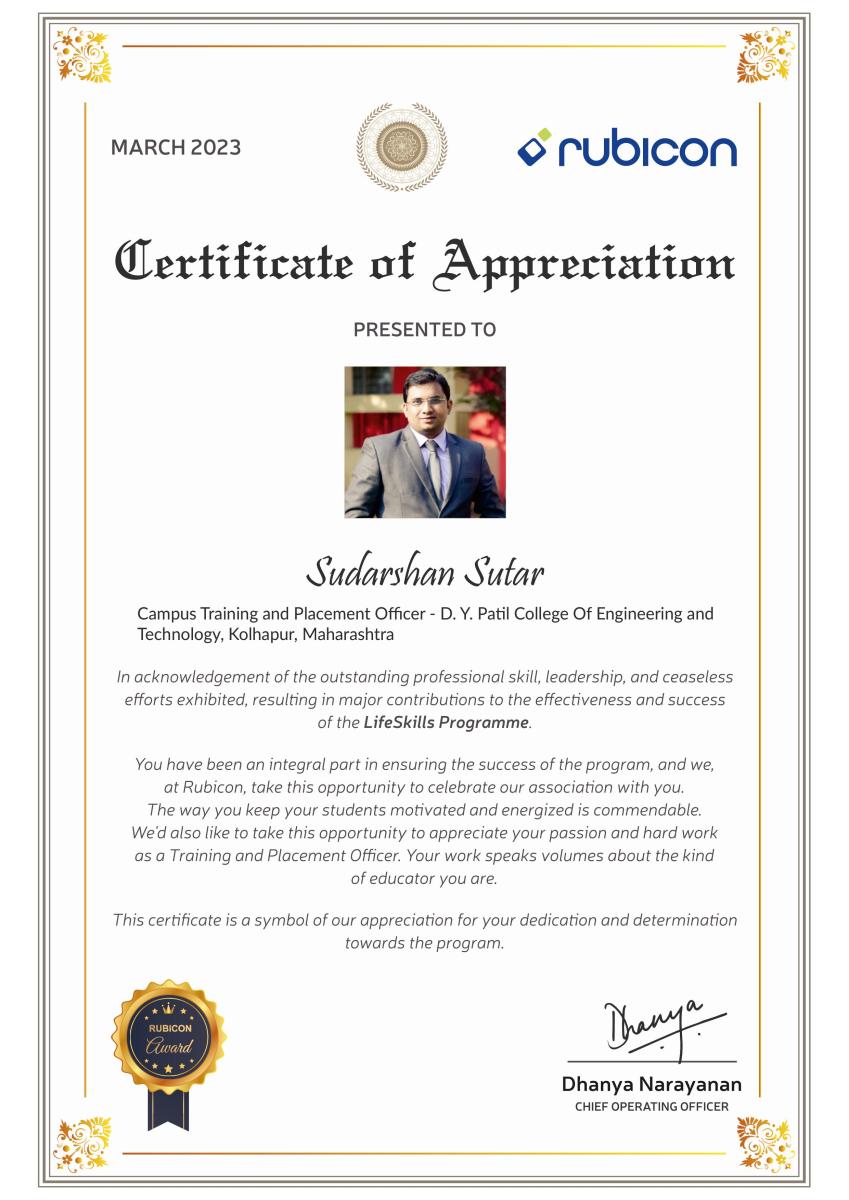 MARCH 2023
rubicon
Certificate of Appreciation
PRESENTED TO
Sudarshan Sutar
Campus Training and Placement Officer - D. Y. Patil College Of Engineering and
Technology, Kolhapur, Maharashtra
In acknowledgement of the outstanding professional skill, leadership, and ceaseless
efforts exhibited, resulting in major contributions to the effectiveness and success
of the LifeSkills Programme.
You have been an integral part in ensuring the success of the program, and we,
at Rubicon, take this opportunity to celebrate our association with you.
The way you keep your students motivated and energized is commendable.
We'd also like to take this opportunity to appreciate your passion and hard work
as a Training and Placement Officer. Your work speaks volumes about the kind
of educator you are.
This certificate is a symbol of our appreciation for your dedication and determination
towards the program.
RUBICON
Award
Dhanya
Dhanya Narayanan
CHIEF OPERATING OFFICER